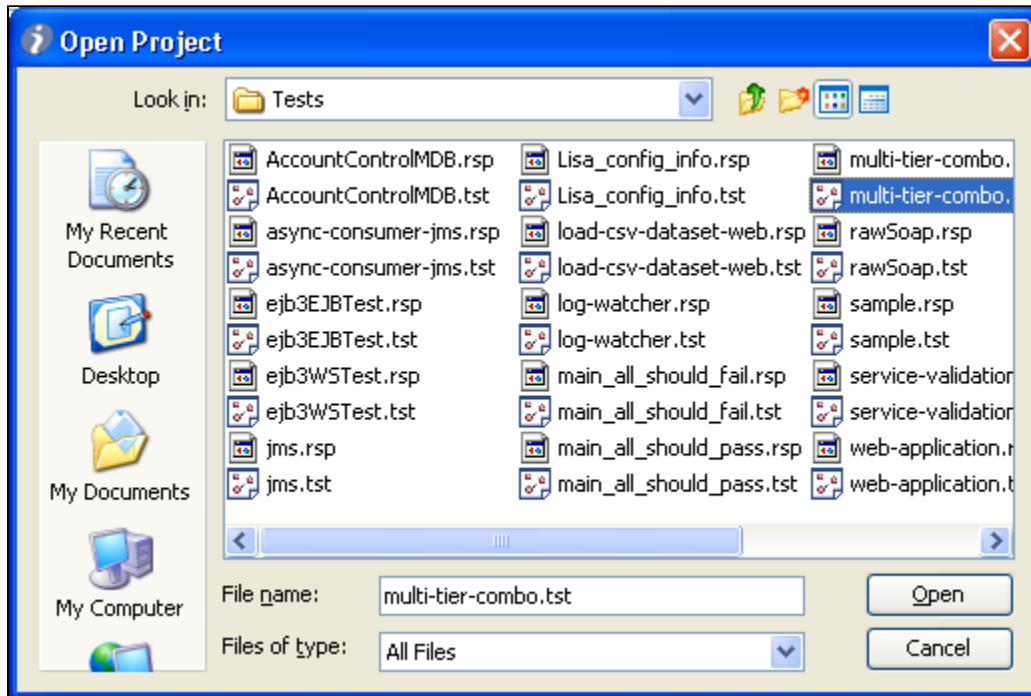 Open Project
Look in: Tests
My Recent
Documents
Desktop
My Documents
My Computer
AccountControlMDB.rsp
AccountControlMDB.tst
async-consumer-jms.rsp
async-consumer-jms.tst
ejb3EJBTest.rsp
ejb3EJBTest.tst
ejb3WSTest.rsp
ejb3WSTest.tst
jms.rsp
jms.tst
Lisa_config_info.rsp
Lisa_config_info.tst
load-csv-dataset-web.rsp
load-csv-dataset-web.tst
log-watcher.rsp
log-watcher.tst
main_all_should_fail.rsp
main_all_should_fail.tst
main_all_should_pass.rsp
main_all_should_pass.tst
multi-tier-combo.
multi-tier-combo.
rawSoap.rsp
rawSoap.tst
sample.rsp
sample.tst
service-validation
service-validation
web-application.r
web-application.t
File name: multi-tier-combo.tst
Open
Files of type: All Files
Cancel